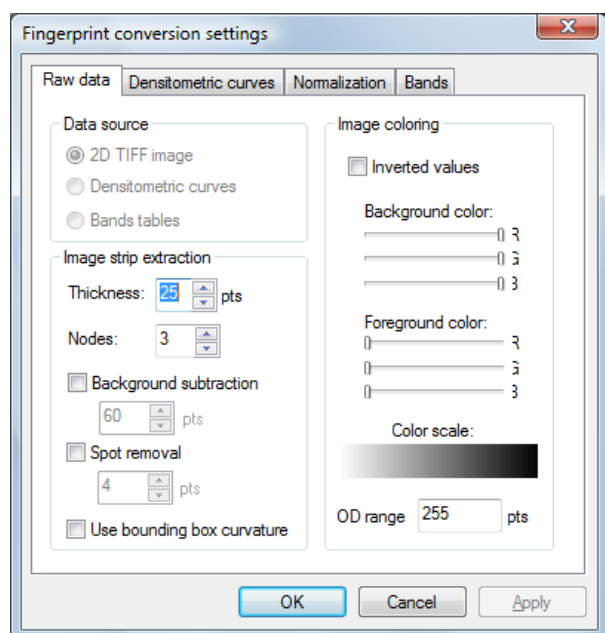 Fingerprint conversion settings
Raw data Densitometric curves Normalization Bands
Data source
2D TIFF image
Densitometric curves
Bands tables
Image strip extraction
Thickness: 25 pts
Nodes: 3
Background subtraction
60 pts
Spot removal
4 pts
Use bounding box curvature
Image coloring
Inverted values
Background color:
R
G
B
Foreground color:
R
G
B
Color scale:
OD range 255 pts
OK Cancel Apply